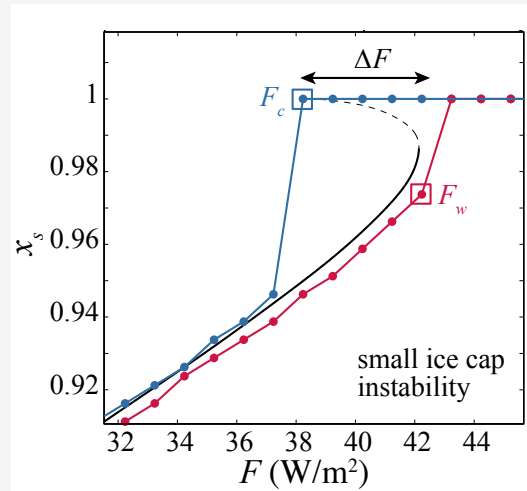 ΔF
1
F_c
0.98
F_w
0.96
x_s
0.94
small ice cap
instability
0.92
32 34 36 38 40 42 44
F (W/m²)